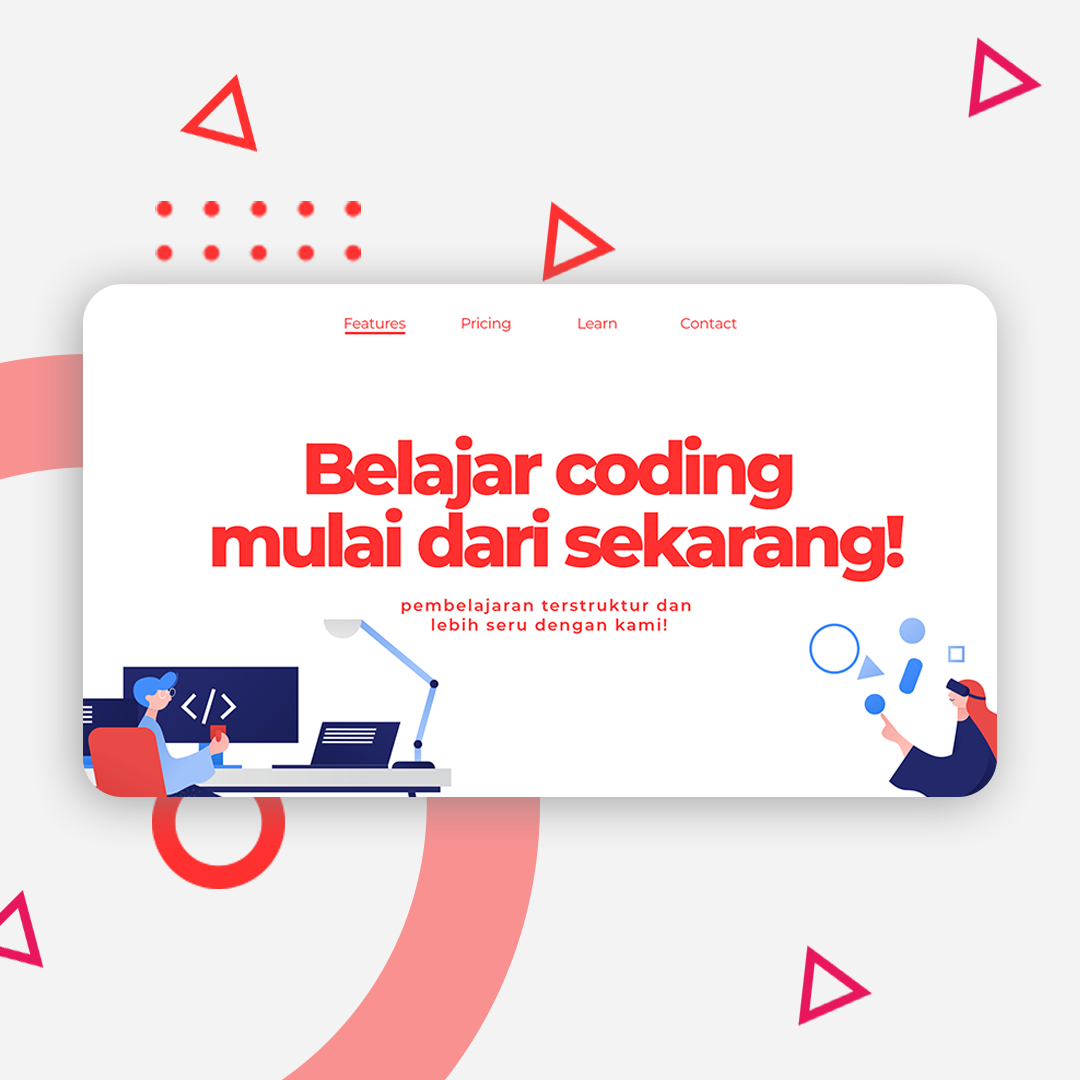 Features Pricing Learn Contact
Belajar coding
mulai dari sekarang!
pembelajaran terstruktur dan
lebih seru dengan kami!
</>